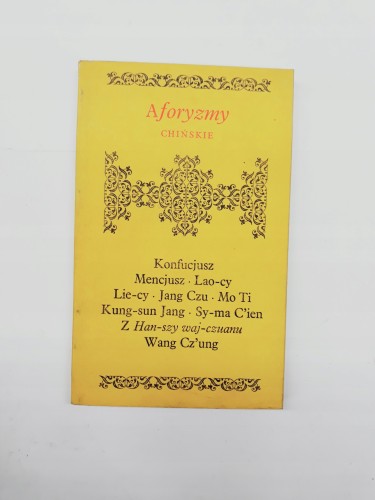 Aforyzmy
CHIŃSKIE
Konfucjusz
Mencjusz · Lao-cy
Lie-cy · Jang Czu · Mo Ti
Kung-sun Jang · Sy-ma C'ien
Z Han-szy waj-czuanu
Wang Cz'ung